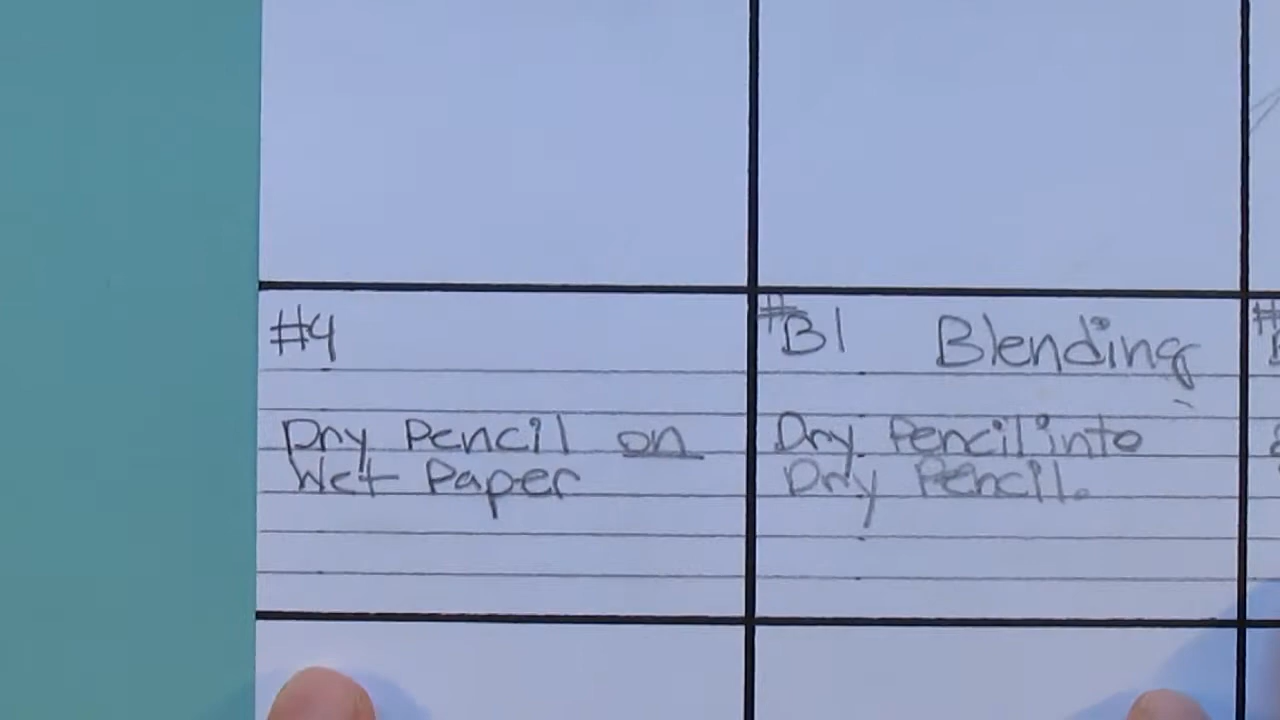 #4
Dry Pencil on
Wet Paper
#B1 Blending
Dry Pencil into
Dry Pencil.
#